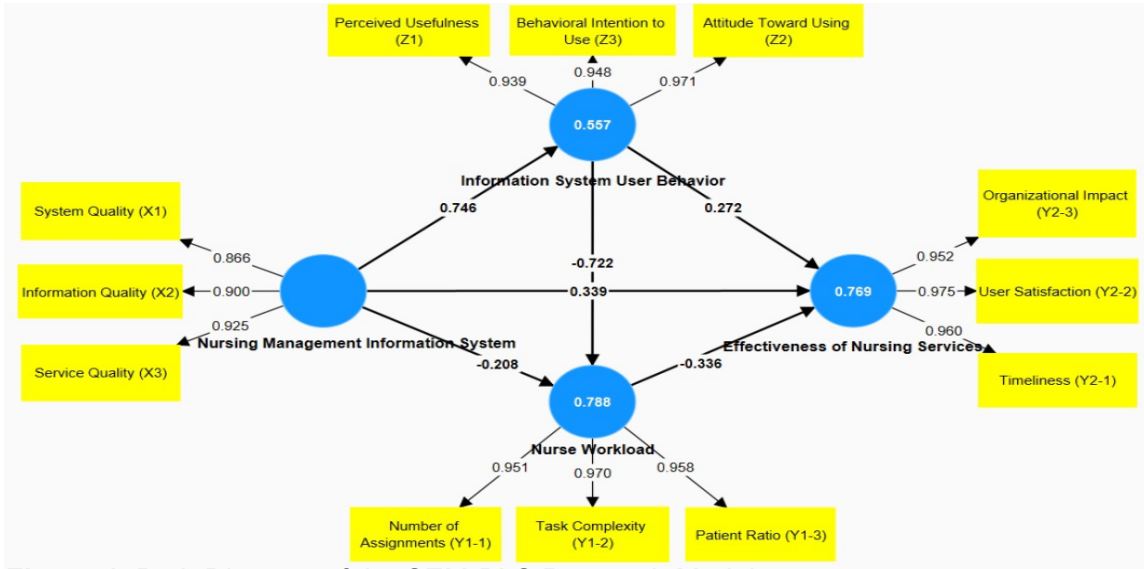 Perceived Usefulness
(Z1)
Behavioral Intention to
Use (Z3)
Attitude Toward Using
(Z2)
0.939
0.948
0.971
0.557
Information System User Behavior
System Quality (X1)
0.866
Information Quality (X2)
0.900
Service Quality (X3)
0.925
Nursing Management Information System
0.746
0.272
-0.722
0.339
-0.208
-0.336
0.769
Effectiveness of Nursing Services
Organizational Impact
(Y2-3)
0.952
User Satisfaction (Y2-2)
0.975
Timeliness (Y2-1)
0.960
0.788
Nurse Workload
0.951
0.970
0.958
Number of
Assignments (Y1-1)
Task Complexity
(Y1-2)
Patient Ratio (Y1-3)